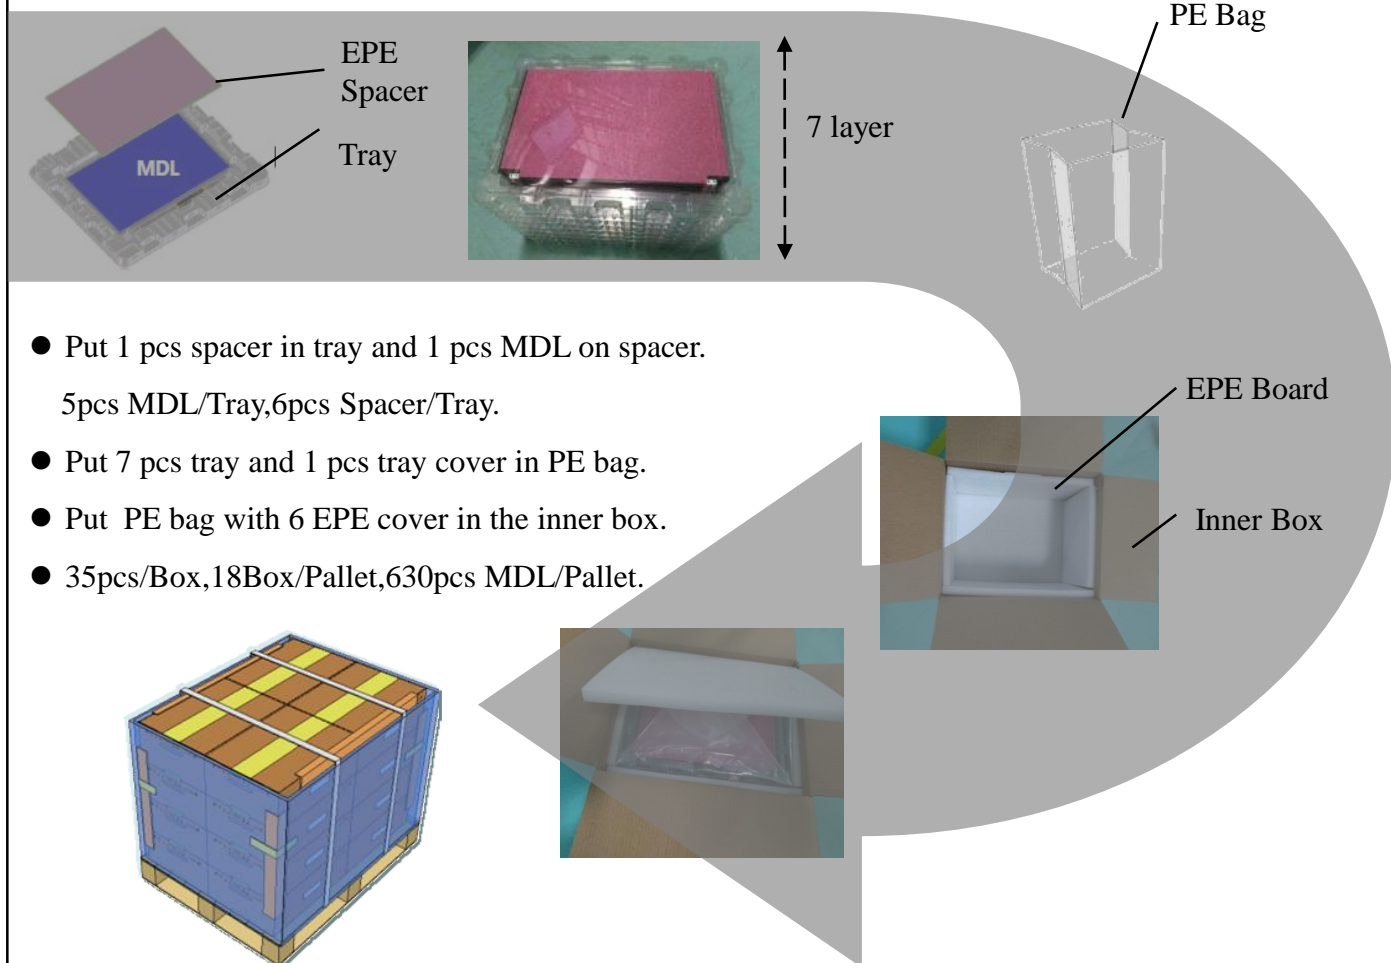 PE Bag
EPE
Spacer
Tray
MDL
7 layer
● Put 1 pcs spacer in tray and 1 pcs MDL on spacer.
5pcs MDL/Tray,6pcs Spacer/Tray.
● Put 7 pcs tray and 1 pcs tray cover in PE bag.
● Put  PE bag with 6 EPE cover in the inner box.
● 35pcs/Box,18Box/Pallet,630pcs MDL/Pallet.
EPE Board
Inner Box